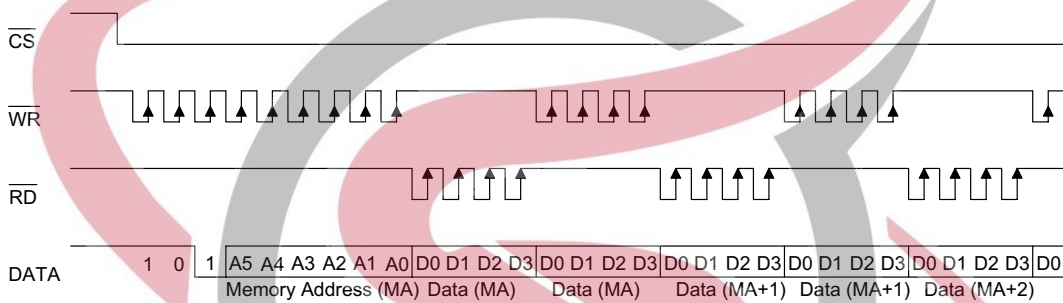 CS
WR
RD
DATA 1 0 1 A5 A4 A3 A2 A1 A0 D0 D1 D2 D3 D0 D1 D2 D3 D0 D1 D2 D3 D0 D1 D2 D3 D0 D1 D2 D3 D0
Memory Address (MA) Data (MA) Data (MA) Data (MA+1) Data (MA+1) Data (MA+2)